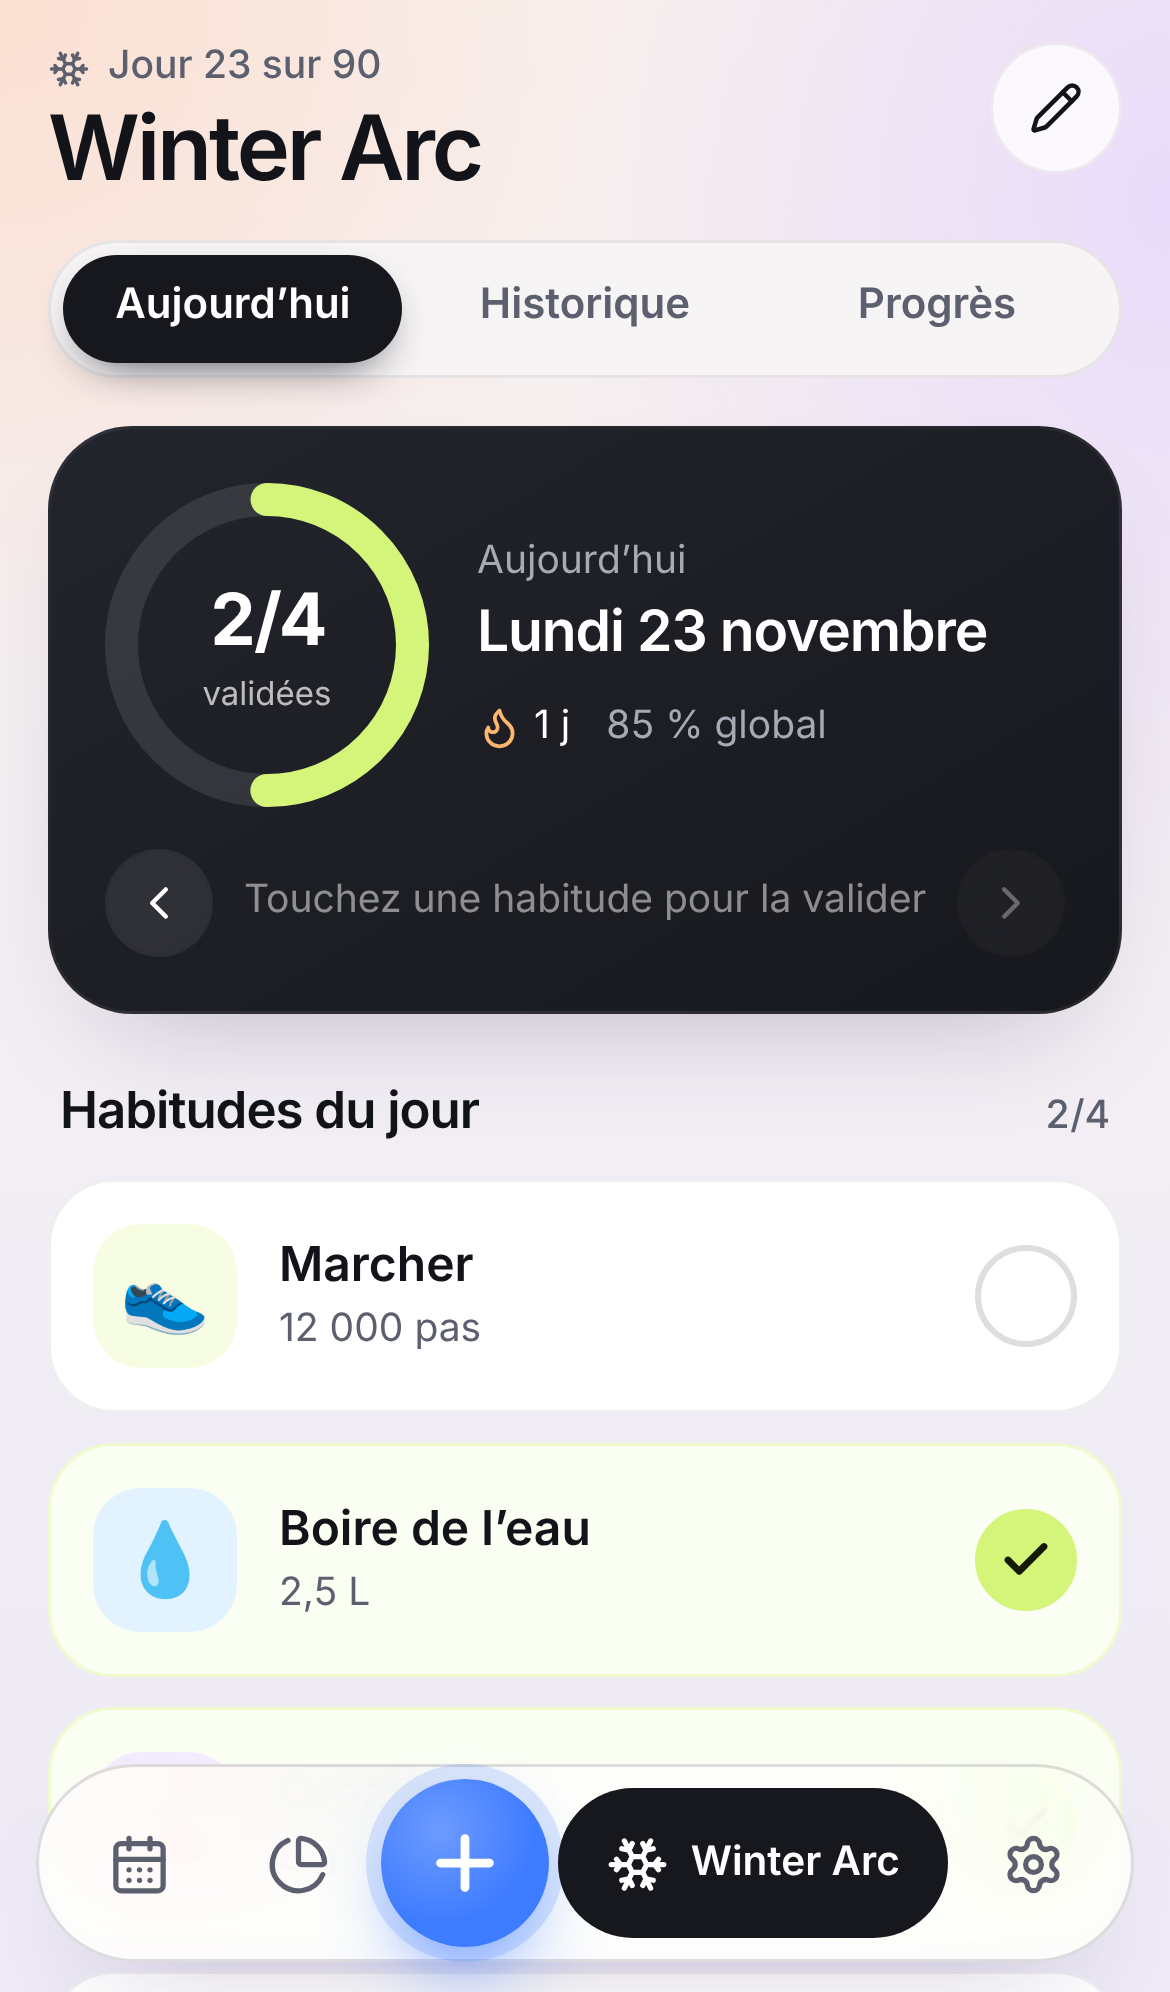 Jour 23 sur 90
Winter Arc
Aujourd’hui
Historique
Progrès
2/4
validées
Aujourd’hui
Lundi 23 novembre
1 j
85 % global
Touchez une habitude pour la valider
Habitudes du jour
2/4
Marcher
12 000 pas
Boire de l’eau
2,5 L
Winter Arc